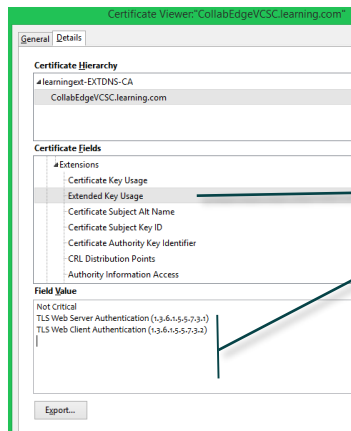 Certificate Viewer:"CollabEdgeVCSC.learning.com"
General Details
Certificate Hierarchy
learningext-EXTDNS-CA
CollabEdgeVCSC.learning.com
Certificate Fields
Extensions
Certificate Key Usage
Extended Key Usage
Certificate Subject Alt Name
Certificate Subject Key ID
Certificate Authority Key Identifier
CRL Distribution Points
Authority Information Access
Field Value
Not Critical
TLS Web Server Authentication (1.3.6.1.5.5.7.3.1)
TLS Web Client Authentication (1.3.6.1.5.5.7.3.2)
Export...